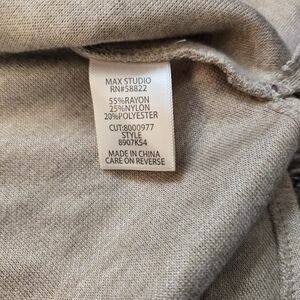 MAX STUDIO
RN#58822
55%RAYON
25%NYLON
20%POLYESTER
CUT:8000977
STYLE
8907K54
MADE IN CHINA
CARE ON REVERSE